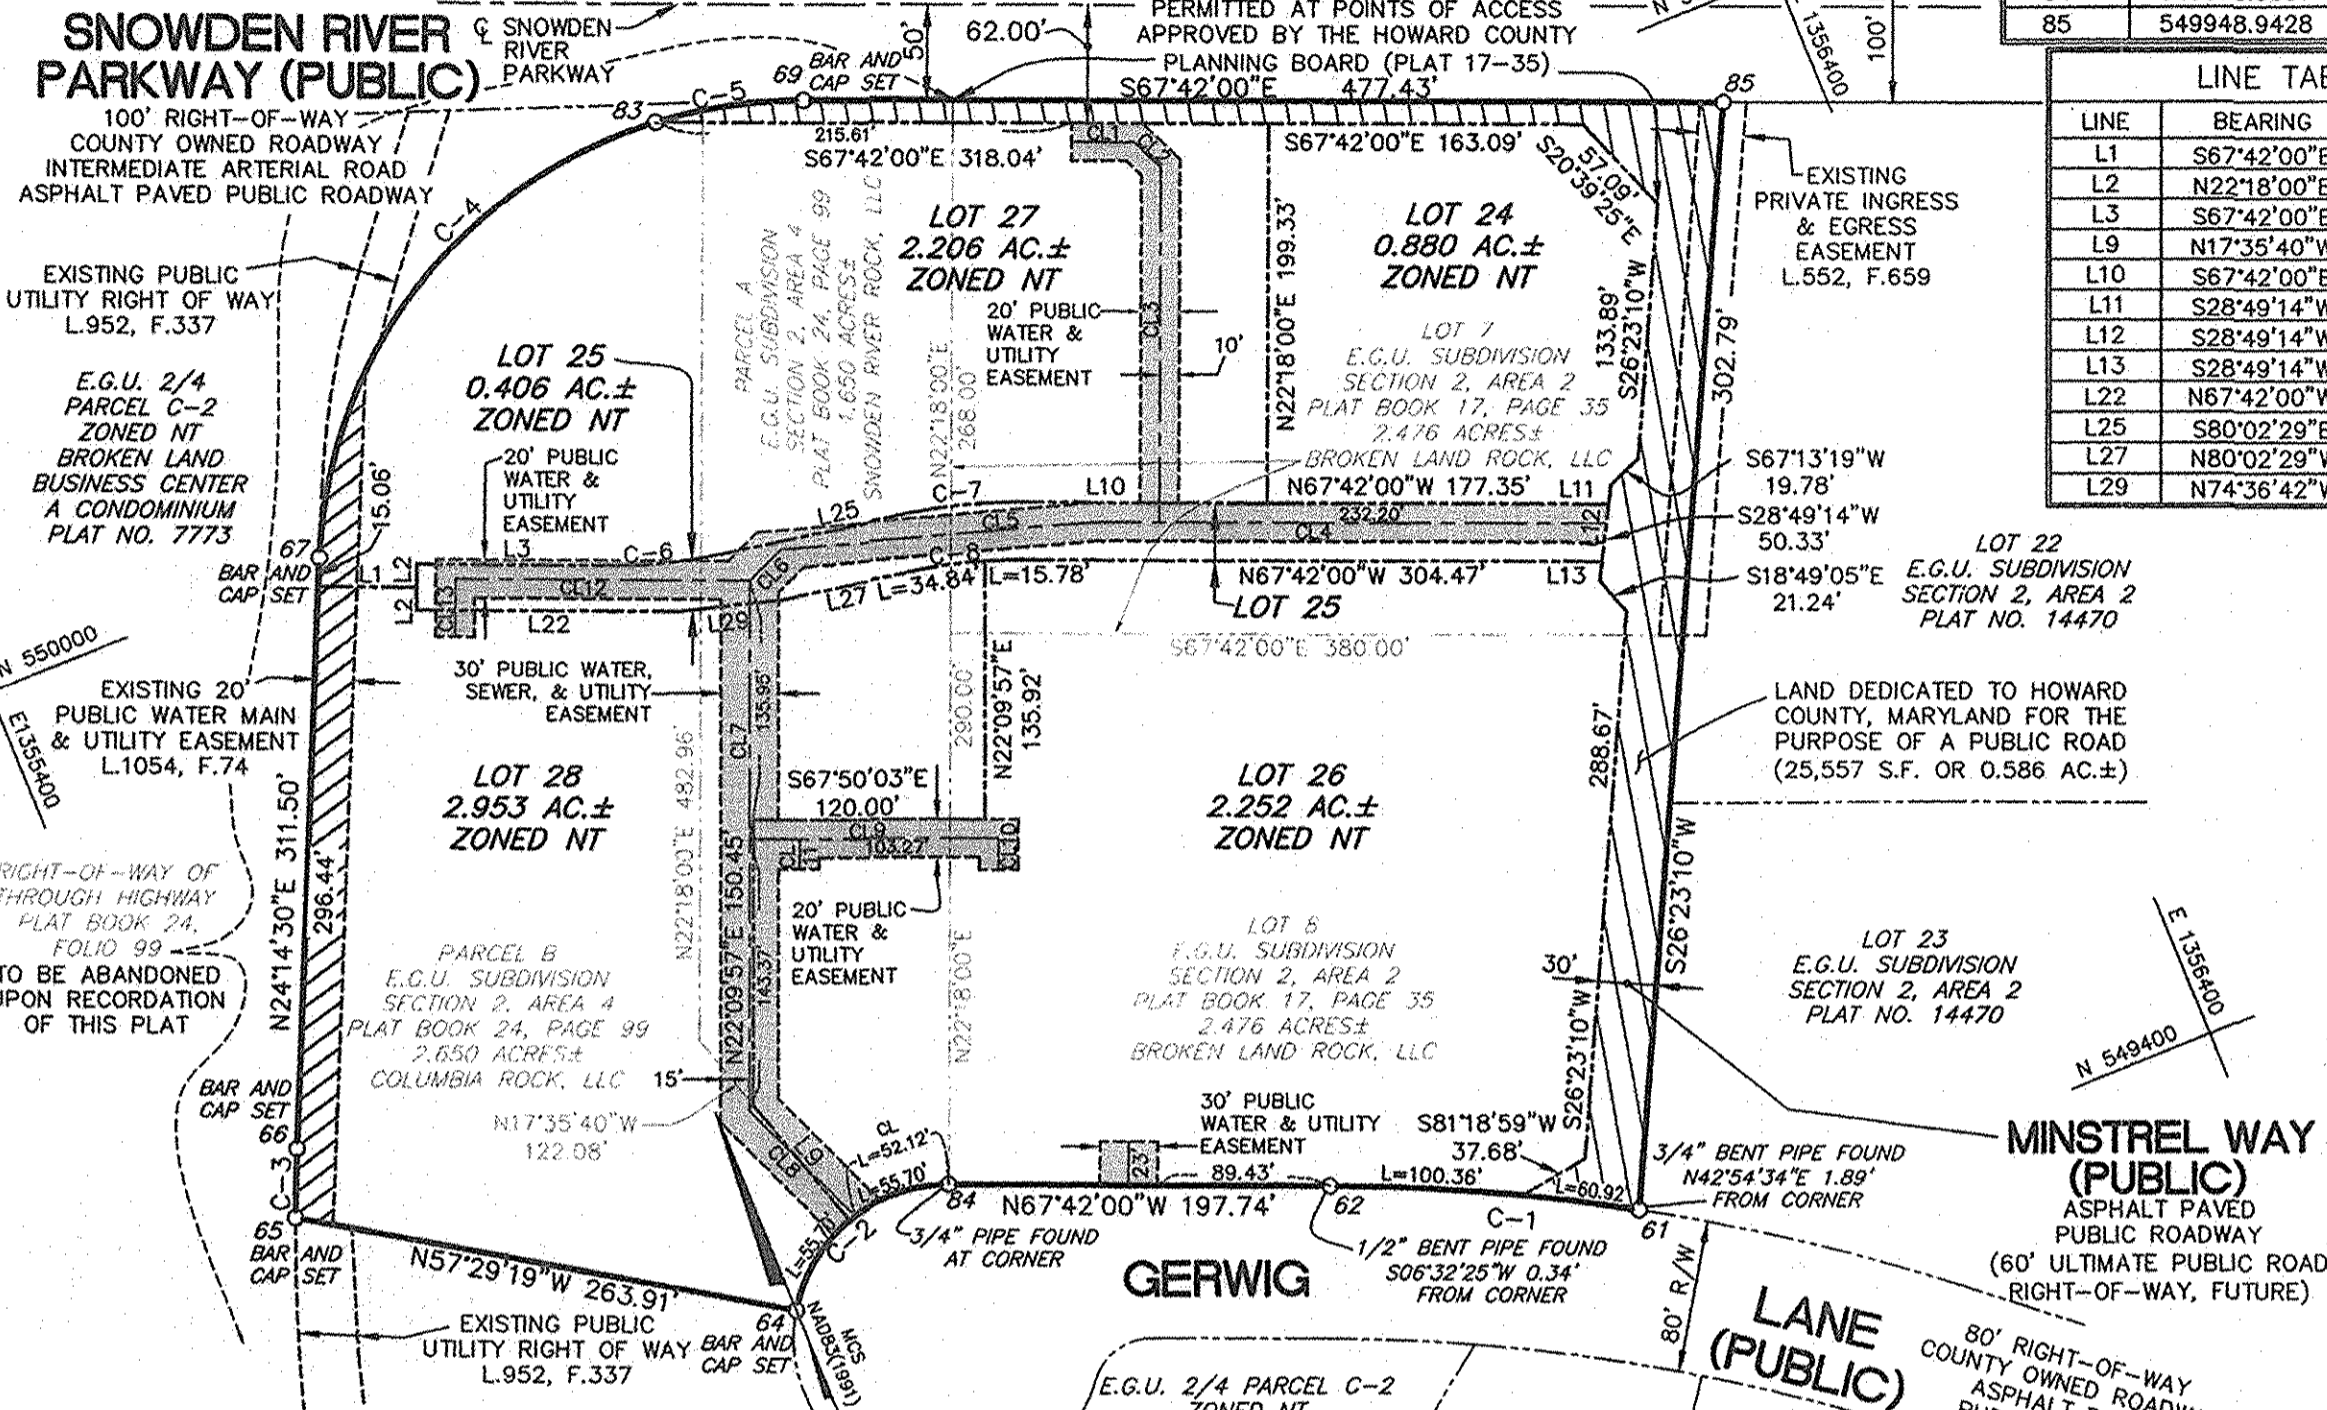 SNOWDEN RIVER
PARKWAY (PUBLIC)
100' RIGHT-OF-WAY
COUNTY OWNED ROADWAY
INTERMEDIATE ARTERIAL ROAD
ASPHALT PAVED PUBLIC ROADWAY
℄ SNOWDEN
RIVER
PARKWAY
EXISTING PUBLIC
UTILITY RIGHT OF WAY
L.952, F.337
E.G.U. 2/4
PARCEL C-2
ZONED NT
BROKEN LAND
BUSINESS CENTER
A CONDOMINIUM
PLAT NO. 7773
67
BAR AND
CAP SET
N 550000
E1355400
EXISTING 20'
PUBLIC WATER MAIN
& UTILITY EASEMENT
L.1054, F.74
RIGHT-OF-WAY OF
THROUGH HIGHWAY
PLAT BOOK 24,
FOLIO 99
TO BE ABANDONED
UPON RECORDATION
OF THIS PLAT
N24°14'30"E 311.50'
296.44'
15.06'
BAR AND
CAP SET
66
C-3
65
BAR AND
CAP SET
N57°29'19"W 263.91'
EXISTING PUBLIC
UTILITY RIGHT OF WAY
L.952, F.337
64
BAR AND
CAP SET
MCS
NAD83(1991)
83
C-5
C-4
69
BAR AND
CAP SET
50'
62.00'
PERMITTED AT POINTS OF ACCESS
APPROVED BY THE HOWARD COUNTY
PLANNING BOARD (PLAT 17-35)
S67°42'00"E 477.43'
85
100'
E 1356400
215.61'
S67°42'00"E 318.04'
CL1
CL2
CL3
S67°42'00"E 163.09'
57.09'
S20°39'25"E
EXISTING
PRIVATE INGRESS
& EGRESS
EASEMENT
L.552, F.659
LOT 27
2.206 AC.±
ZONED NT
LOT 24
0.880 AC.±
ZONED NT
N22°18'00"E 199.33'
133.89'
S26°23'10"W
302.79'
PARCEL A
E.G.U. SUBDIVISION
SECTION 2, AREA 4
PLAT BOOK 24, PAGE 99
1.650 ACRES±
SNOWDEN RIVER ROCK, LLC
N22°18'00"E
268.00'
20' PUBLIC
WATER &
UTILITY
EASEMENT
10'
LOT 7
E.G.U. SUBDIVISION
SECTION 2, AREA 2
PLAT BOOK 17, PAGE 35
2.476 ACRES±
BROKEN LAND ROCK, LLC
LOT 25
0.406 AC.±
ZONED NT
20' PUBLIC
WATER &
UTILITY
EASEMENT
L3
C-6
L25
C-7
L10
N67°42'00"W 177.35'
L11
S67°13'19"W
19.78'
S28°49'14"W
50.33'
S18°49'05"E
21.24'
L1
L2
L2
CL13
CL12
L22
L29
CL6
CL5
C-8
232.20'
CL4
L12
L27
L=34.84'
L=15.78'
N67°42'00"W 304.47'
L13
LOT 25
S67°42'00"E 380.00'
LOT 22
E.G.U. SUBDIVISION
SECTION 2, AREA 2
PLAT NO. 14470
30' PUBLIC WATER,
SEWER, & UTILITY
EASEMENT
N22°18'00"E 482.96'
CL7
135.95'
290.00'
N22°09'57"E
135.92'
LAND DEDICATED TO HOWARD
COUNTY, MARYLAND FOR THE
PURPOSE OF A PUBLIC ROAD
(25,557 S.F. OR 0.586 AC.±)
LOT 28
2.953 AC.±
ZONED NT
S67°50'03"E
120.00'
CL9
103.27'
CL10
LOT 26
2.252 AC.±
ZONED NT
288.67'
20' PUBLIC
WATER &
UTILITY
EASEMENT
N22°09'57"E 150.45'
143.37'
N22°18'00"E
PARCEL B
E.G.U. SUBDIVISION
SECTION 2, AREA 4
PLAT BOOK 24, PAGE 99
2.650 ACRES±
COLUMBIA ROCK, LLC
15'
N17°35'40"W
122.08'
LOT 8
E.G.U. SUBDIVISION
SECTION 2, AREA 2
PLAT BOOK 17, PAGE 35
2.476 ACRES±
BROKEN LAND ROCK, LLC
30'
S26°23'10"W
S26°23'10"W
LOT 23
E.G.U. SUBDIVISION
SECTION 2, AREA 2
PLAT NO. 14470
E 1356400
N 549400
CL8
L9
CL
L=52.12'
L=55.70'
L=55.70'
C-2
84
3/4" PIPE FOUND
AT CORNER
30' PUBLIC
WATER & UTILITY
EASEMENT
23'
89.43'
N67°42'00"W 197.74'
S81°18'59"W
37.68'
L=100.36'
L=60.92'
62
C-1
61
1/2" BENT PIPE FOUND
S06°32'25"W 0.34'
FROM CORNER
3/4" BENT PIPE FOUND
N42°54'34"E 1.89'
FROM CORNER
MINSTREL WAY
(PUBLIC)
ASPHALT PAVED
PUBLIC ROADWAY
(60' ULTIMATE PUBLIC ROAD
RIGHT-OF-WAY, FUTURE)
GERWIG
LANE
(PUBLIC)
80' R/W
80' RIGHT-OF-WAY
COUNTY OWNED ROADWAY
E.G.U. 2/4 PARCEL C-2
ZONED NT
85 549948.9428
LINE TAB
LINE BEARING
L1 S67°42'00"E
L2 N22°18'00"E
L3 S67°42'00"E
L9 N17°35'40"W
L10 S67°42'00"E
L11 S28°49'14"W
L12 S28°49'14"W
L13 S28°49'14"W
L22 N67°42'00"W
L25 S80°02'29"E
L27 N80°02'29"W
L29 N74°36'42"W